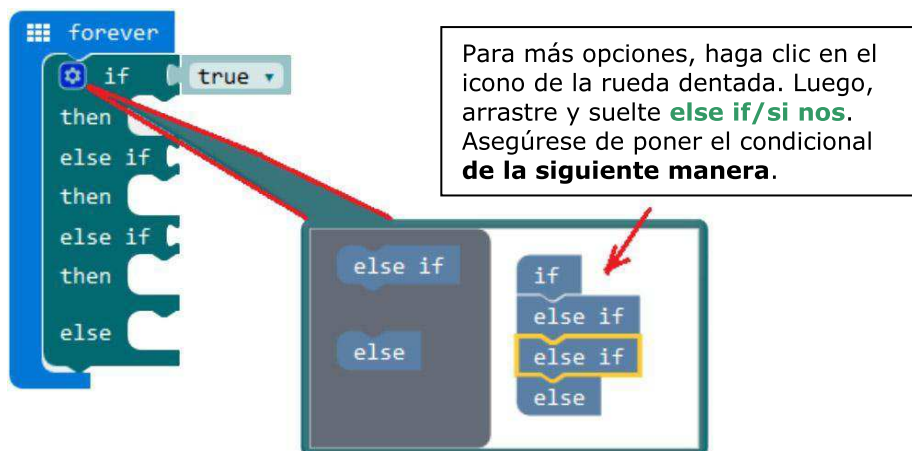 forever
if true
then
else if
then
else if
then
else
Para más opciones, haga clic en el
icono de la rueda dentada. Luego,
arrastre y suelte else if/si nos.
Asegúrese de poner el condicional
de la siguiente manera.
else if
else
if
else if
else if
else